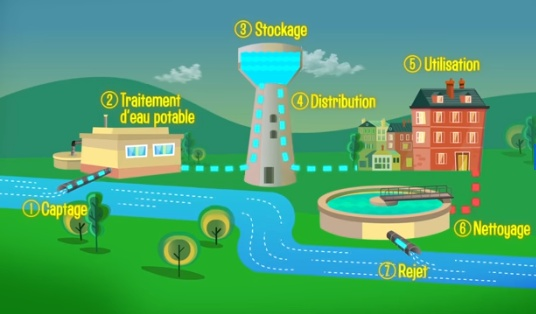 ③ Stockage
⑤ Utilisation
② Traitement
d'eau potable
④ Distribution
① Captage
⑥ Nettoyage
⑦ Rejet